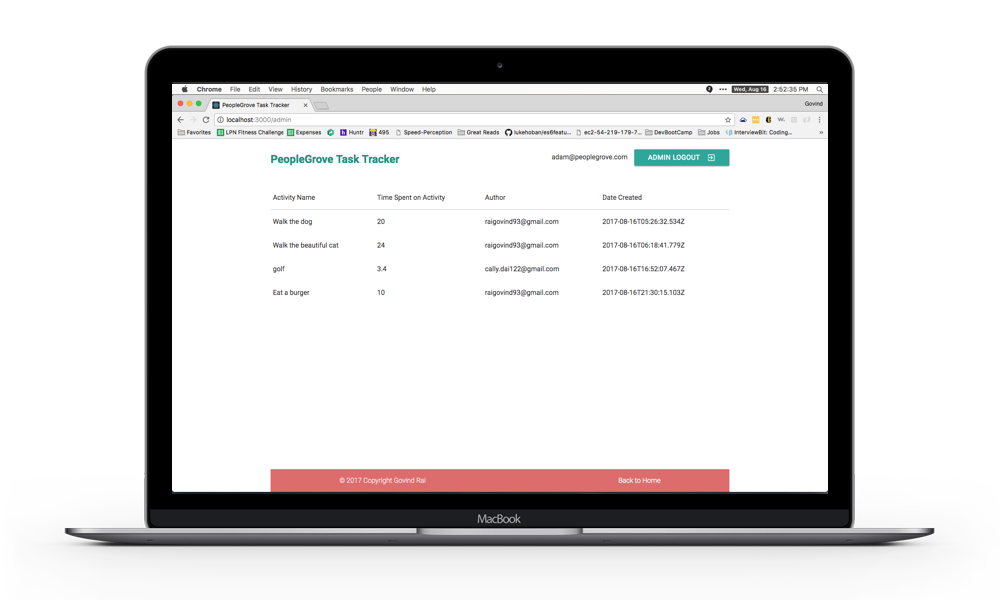 Chrome File Edit View History Bookmarks People Window Help Wed, Aug 16 2:52:35 PM
PeopleGrove Task Tracker Govind
localhost:3000/admin
Favorites LPN Fitness Challenge Expenses Huntr 495 Speed-Perception Great Reads lukehoban/es6featu... ec2-54-219-179-7... DevBootCamp Jobs InterviewBit: Coding...
PeopleGrove Task Tracker adam@peoplegrove.com ADMIN LOGOUT
Activity Name Time Spent on Activity Author Date Created
Walk the dog 20 raigovind93@gmail.com 2017-08-16T05:26:32.534Z
Walk the beautiful cat 24 raigovind93@gmail.com 2017-08-16T06:18:41.779Z
golf 3.4 cally.dai122@gmail.com 2017-08-16T16:52:07.467Z
Eat a burger 10 raigovind93@gmail.com 2017-08-16T21:30:15.103Z
© 2017 Copyright Govind Rai Back to Home
MacBook